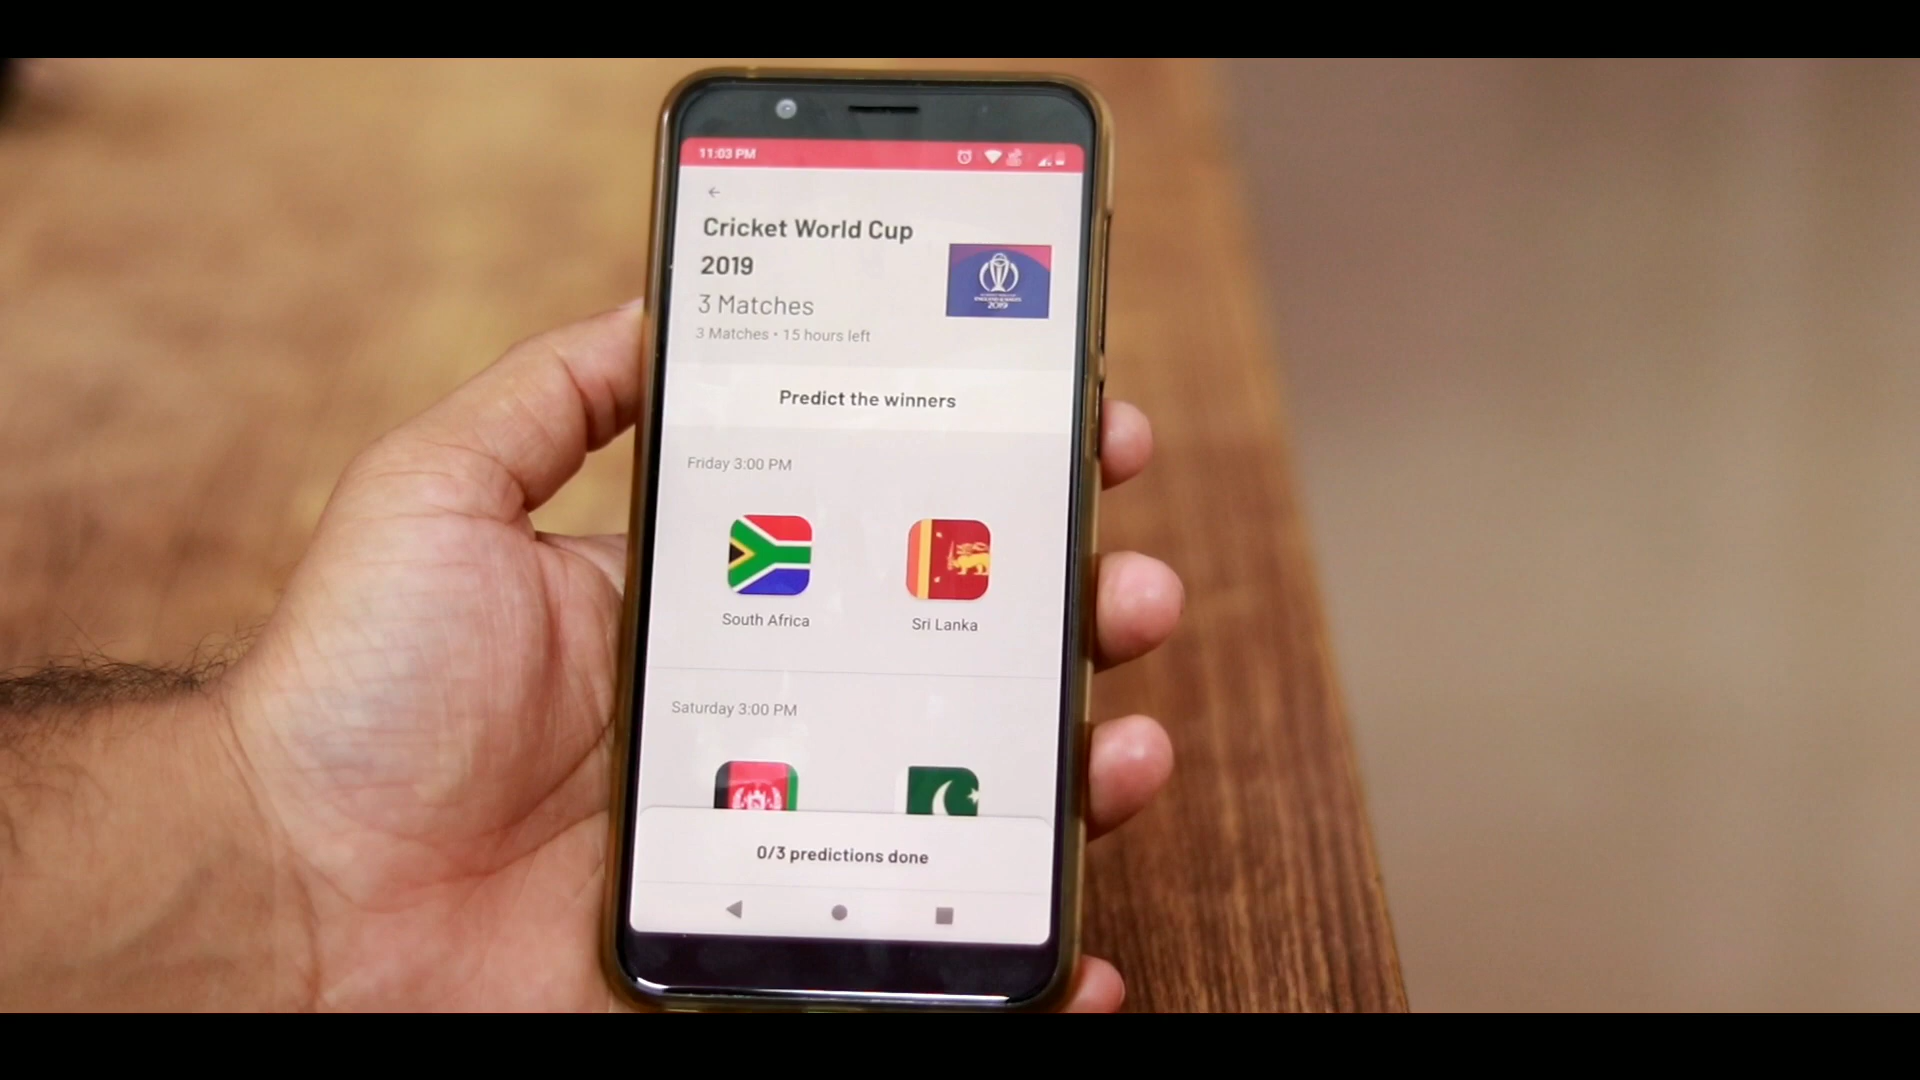 11:03 PM
Cricket World Cup
2019
3 Matches
3 Matches • 15 hours left
2019
Predict the winners
Friday 3:00 PM
South Africa
Sri Lanka
Saturday 3:00 PM
0/3 predictions done